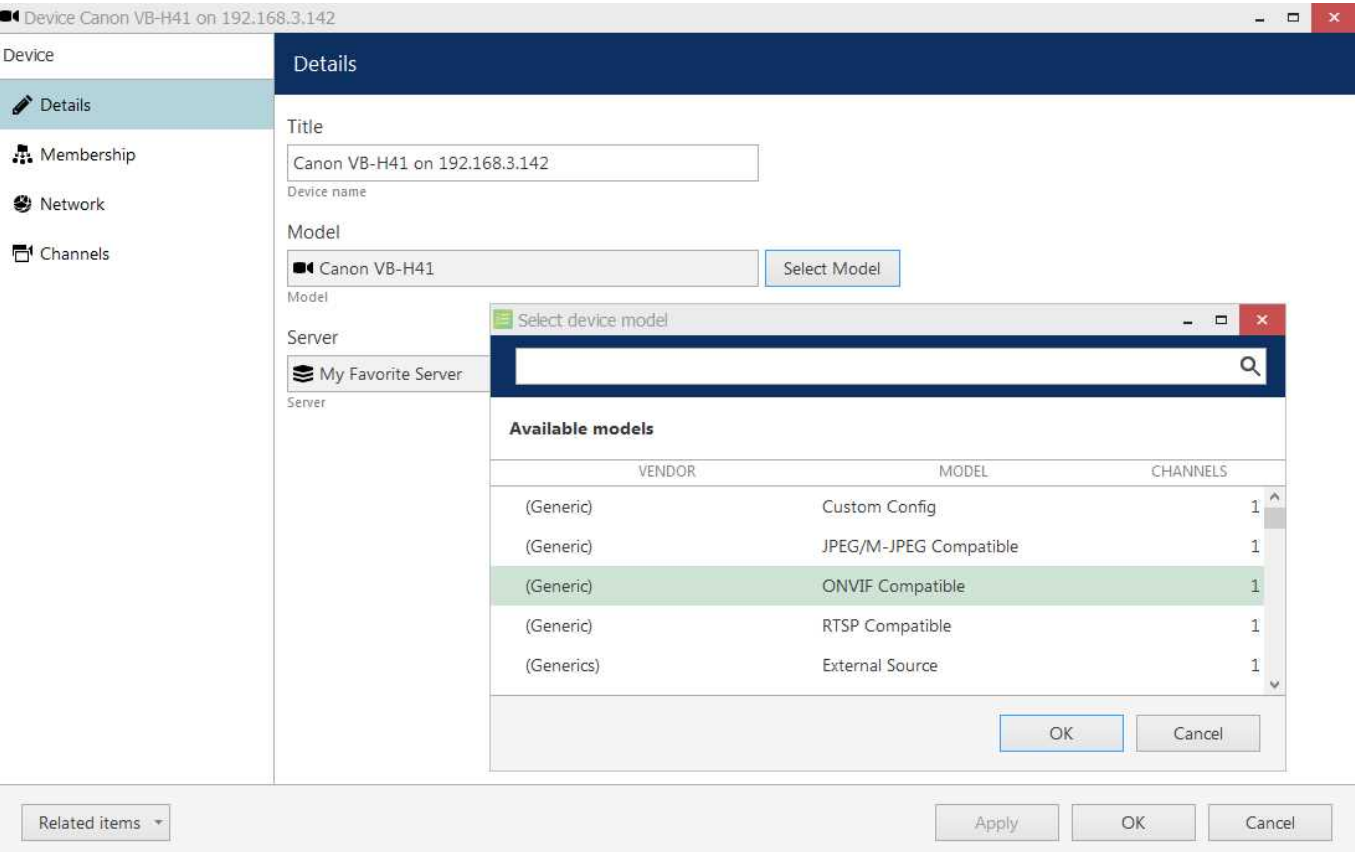 Device Canon VB-H41 on 192.168.3.142
Device
Details
Membership
Network
Channels
Details
Title
Canon VB-H41 on 192.168.3.142
Device name
Model
Canon VB-H41
Select Model
Model
Server
My Favorite Server
Server
Select device model
Available models
VENDOR MODEL CHANNELS
(Generic) Custom Config 1
(Generic) JPEG/M-JPEG Compatible 1
(Generic) ONVIF Compatible 1
(Generic) RTSP Compatible 1
(Generics) External Source 1
OK Cancel
Related items Apply OK Cancel